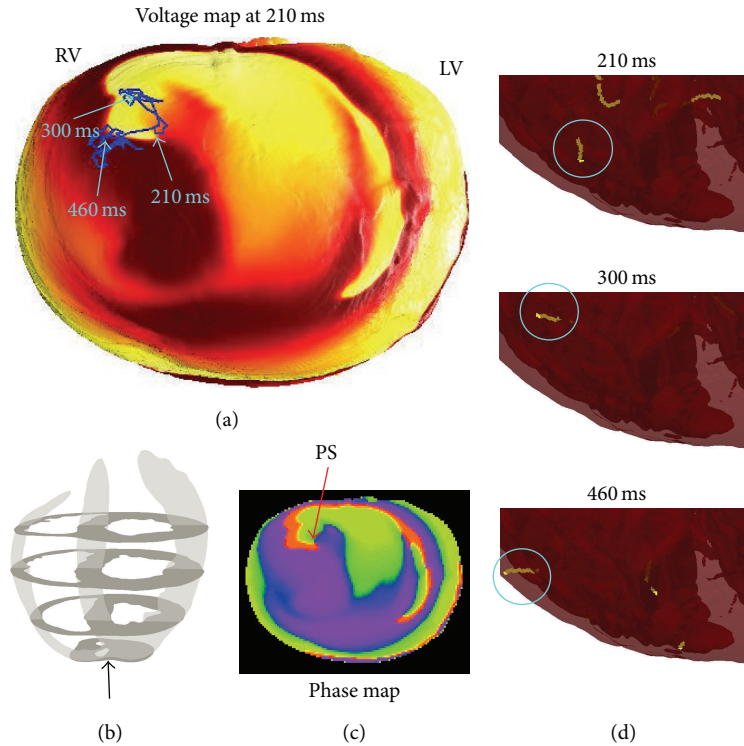 Voltage map at 210 ms
RV
LV
300 ms
460 ms
210 ms
(a)
(b)
PS
Phase map
(c)
210 ms
300 ms
460 ms
(d)